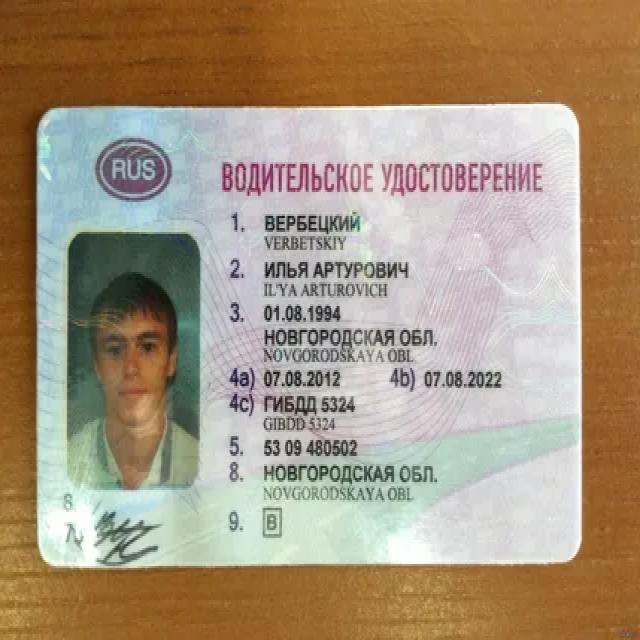 RUS
ВОДИТЕЛЬСКОЕ УДОСТОВЕРЕНИЕ
1. ВЕРБЕЦКИЙ
VERBETSKIY
2. ИЛЬЯ АРТУРОВИЧ
IL'YA ARTUROVICH
3. 01.08.1994
НОВГОРОДСКАЯ ОБЛ.
NOVGORODSKAYA OBL
4a) 07.08.2012 4b) 07.08.2022
4c) ГИБДД 5324
GIBDD 5324
5. 53 09 480502
8. НОВГОРОДСКАЯ ОБЛ.
NOVGORODSKAYA OBL
9. B
6.
7.